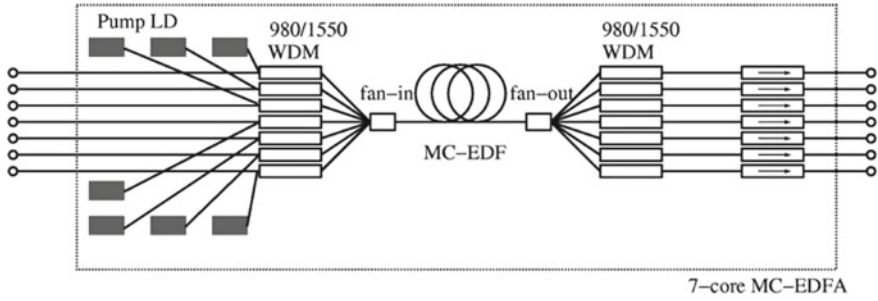 Pump LD
980/1550
WDM
980/1550
WDM
fan-in
fan-out
MC-EDF
7-core MC-EDFA